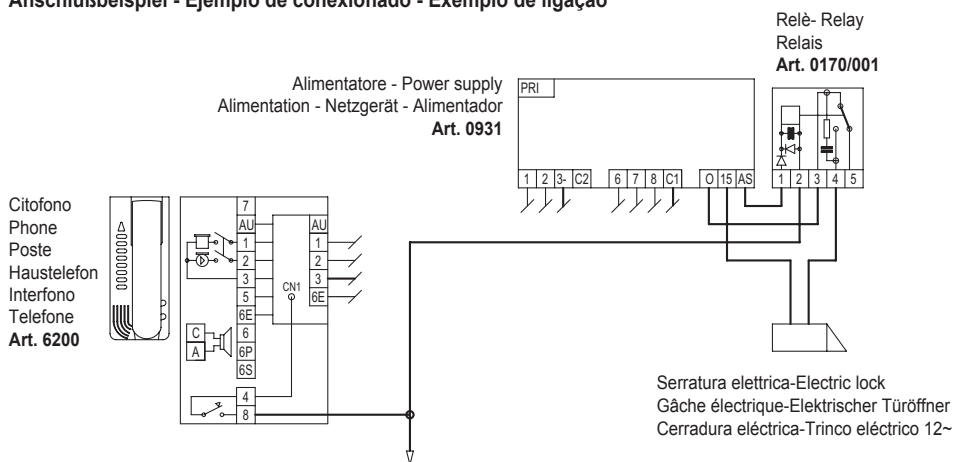 Anschlußbeispiel - Ejemplo de conexionado - Exemplo de ligação
Relè- Relay
Relais
Art. 0170/001
Alimentatore - Power supply
Alimentation - Netzgerät - Alimentador
Art. 0931
PRI
1 2 3- C2 6 7 8 C1 O 15 AS
1 2 3 4 5
Citofono
Phone
Poste
Haustelefon
Interfono
Telefone
Art. 6200
7
AU AU
1 1
2 2
3 3
5 CN1 6E
6E
C 6
A 6P
6S
4
8
Serratura elettrica-Electric lock
Gâche électrique-Elektrischer Türöffner
Cerradura eléctrica-Trinco eléctrico 12~